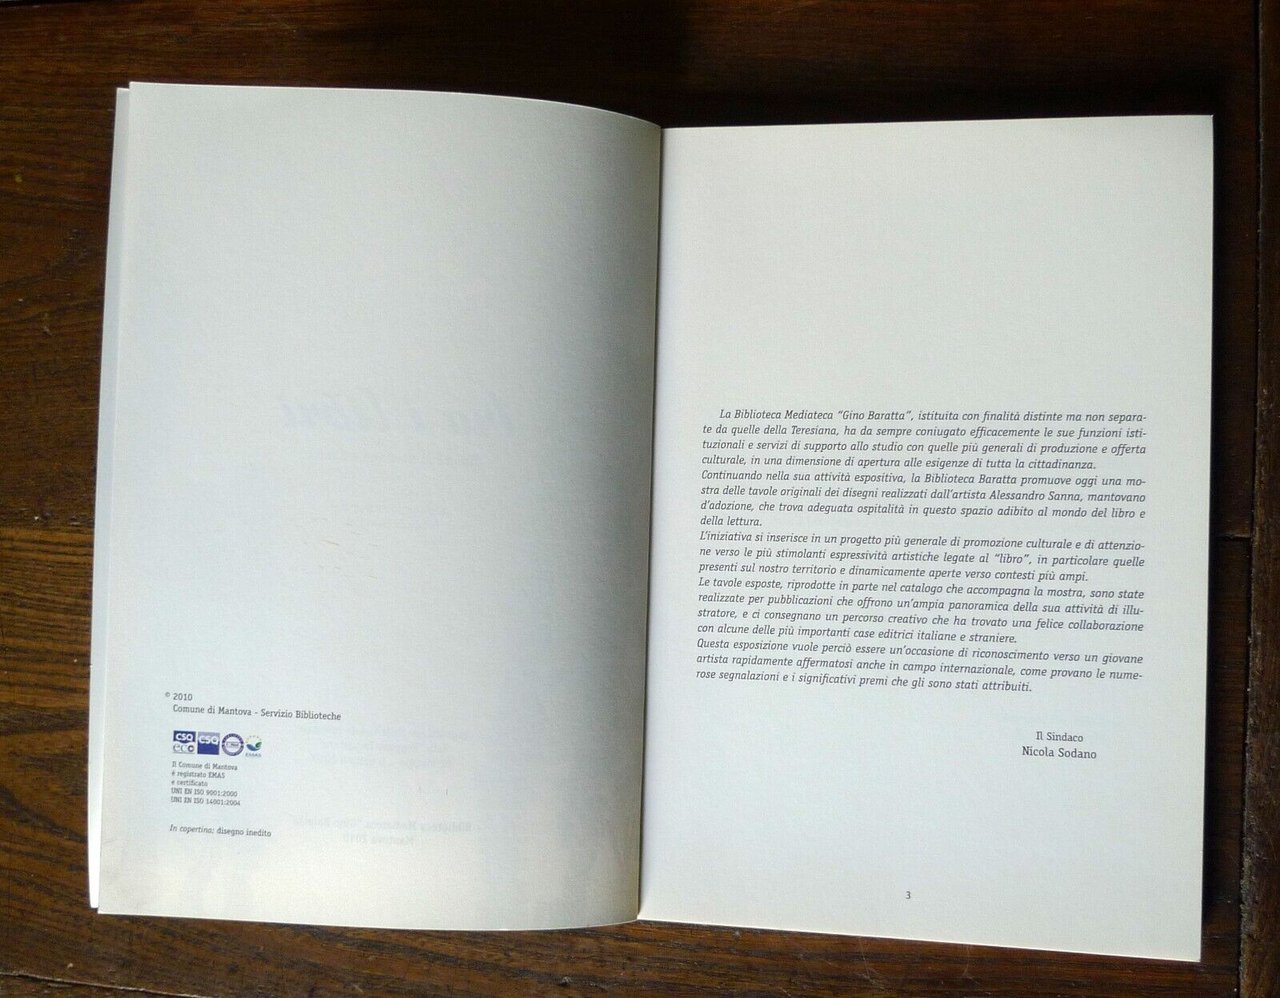 © 2010
Comune di Mantova - Servizio Biblioteche
CSQ
eco
CSQ
EMAS
Il Comune di Mantova
è registrato EMAS
e certificato
UNI EN ISO 9001:2000
UNI EN ISO 14001:2004
In copertina: disegno inedito
La Biblioteca Mediateca “Gino Baratta”, istituita con finalità distinte ma non separa-
te da quelle della Teresiana, ha da sempre coniugato efficacemente le sue funzioni isti-
tuzionali e servizi di supporto allo studio con quelle più generali di produzione e offerta
culturale, in una dimensione di apertura alle esigenze di tutta la cittadinanza.
Continuando nella sua attività espositiva, la Biblioteca Baratta promuove oggi una mo-
stra delle tavole originali dei disegni realizzati dall’artista Alessandro Sanna, mantovano
d’adozione, che trova adeguata ospitalità in questo spazio adibito al mondo del libro e
della lettura.
L’iniziativa si inserisce in un progetto più generale di promozione culturale e di attenzio-
ne verso le più stimolanti espressività artistiche legate al “libro”, in particolare quelle
presenti sul nostro territorio e dinamicamente aperte verso contesti più ampi.
Le tavole esposte, riprodotte in parte nel catalogo che accompagna la mostra, sono state
realizzate per pubblicazioni che offrono un’ampia panoramica della sua attività di illu-
stratore, e ci consegnano un percorso creativo che ha trovato una felice collaborazione
con alcune delle più importanti case editrici italiane e straniere.
Questa esposizione vuole perciò essere un’occasione di riconoscimento verso un giovane
artista rapidamente affermatosi anche in campo internazionale, come provano le nume-
rose segnalazioni e i significativi premi che gli sono stati attribuiti.
Il Sindaco
Nicola Sodano
3